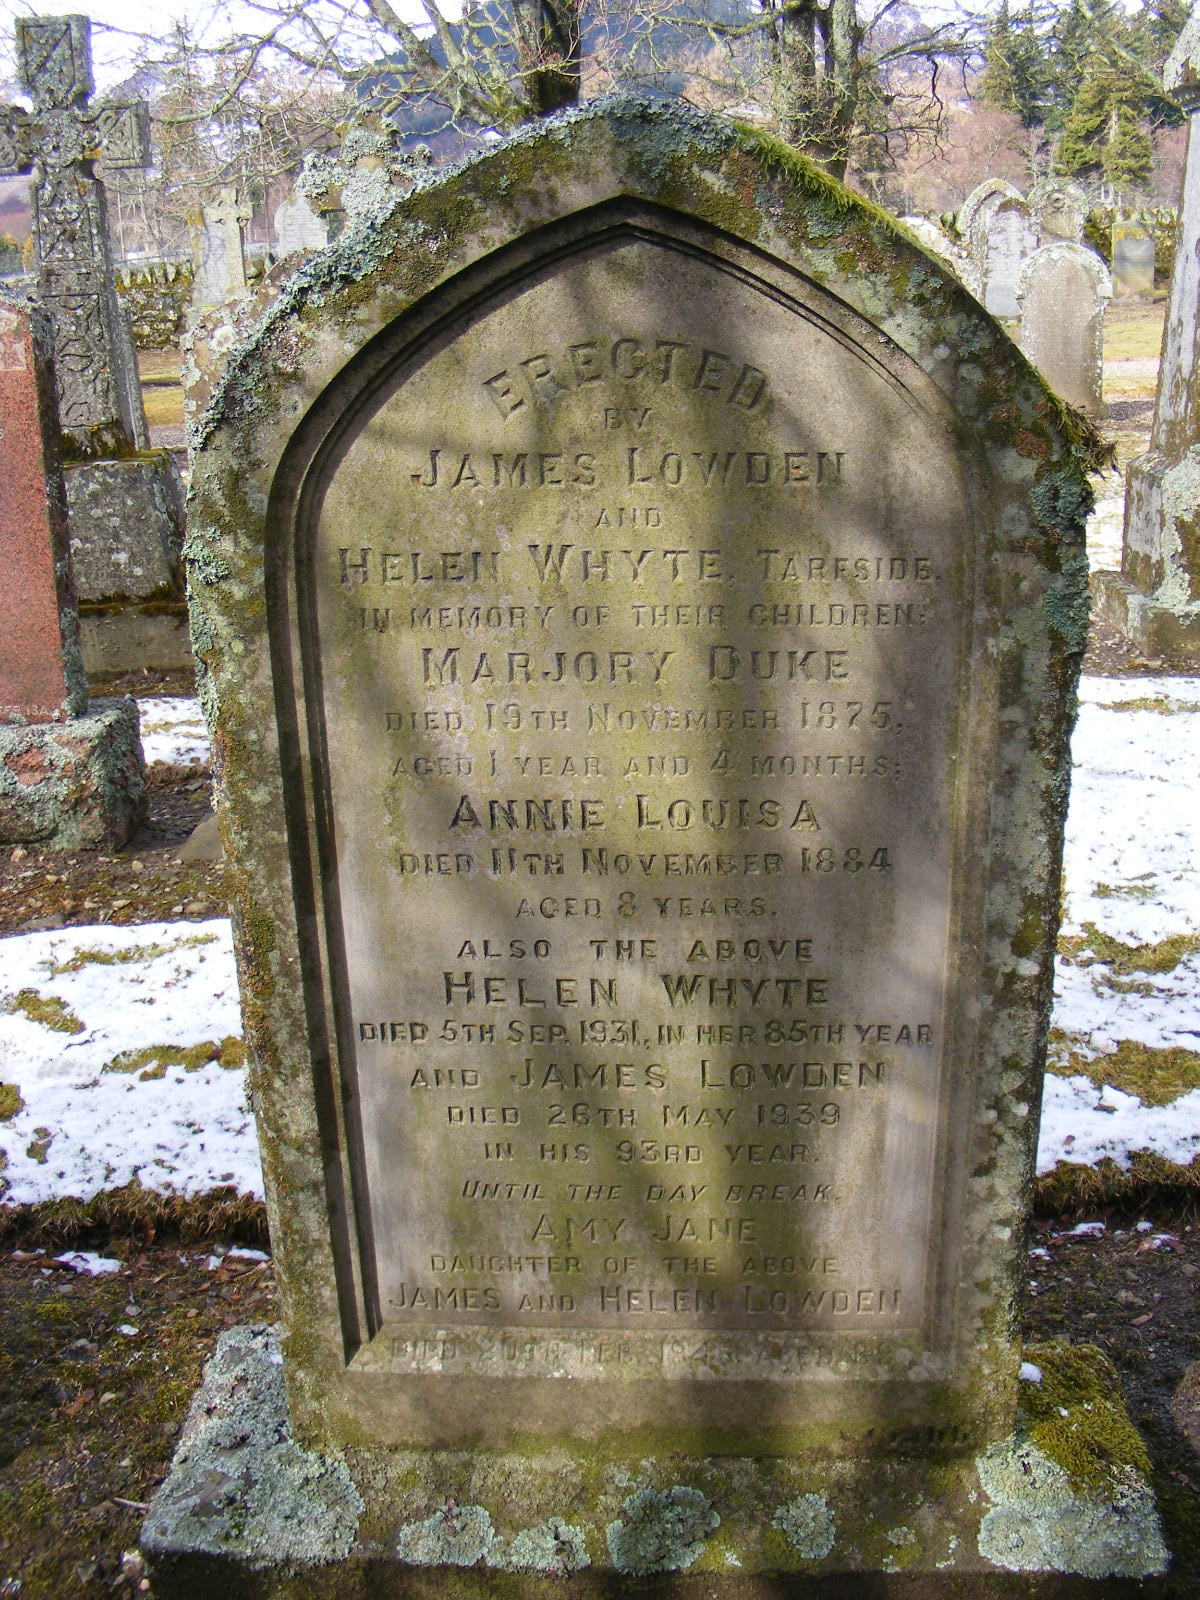 ERECTED
BY
JAMES LOWDEN
AND
HELEN WHYTE, TARFSIDE,
IN MEMORY OF THEIR CHILDREN:
MARJORY DUKE
DIED 19TH NOVEMBER 1875,
AGED 1 YEAR AND 4 MONTHS;
ANNIE LOUISA
DIED 11TH NOVEMBER 1884
AGED 8 YEARS.
ALSO THE ABOVE
HELEN WHYTE
DIED 5TH SEP. 1931, IN HER 85TH YEAR
AND JAMES LOWDEN
DIED 26TH MAY 1939
IN HIS 93RD YEAR.
UNTIL THE DAY BREAK.
AMY JANE
DAUGHTER OF THE ABOVE
JAMES AND HELEN LOWDEN
DIED 20TH FEB.